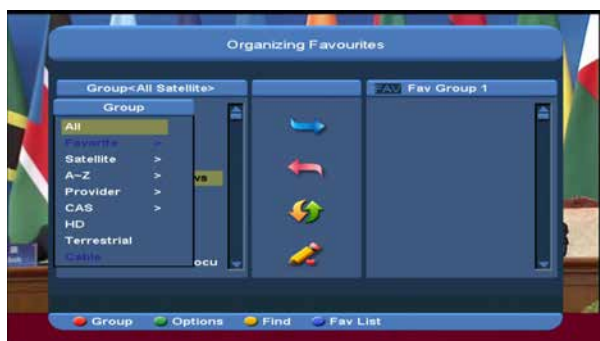 Organizing Favourites
Group<All Satellite>
FAV Fav Group 1
Group
All
Favorite >
Satellite >
A~Z >
Provider >
CAS >
HD
Terrestrial
Cable
ws
ocu
Group Options Find Fav List